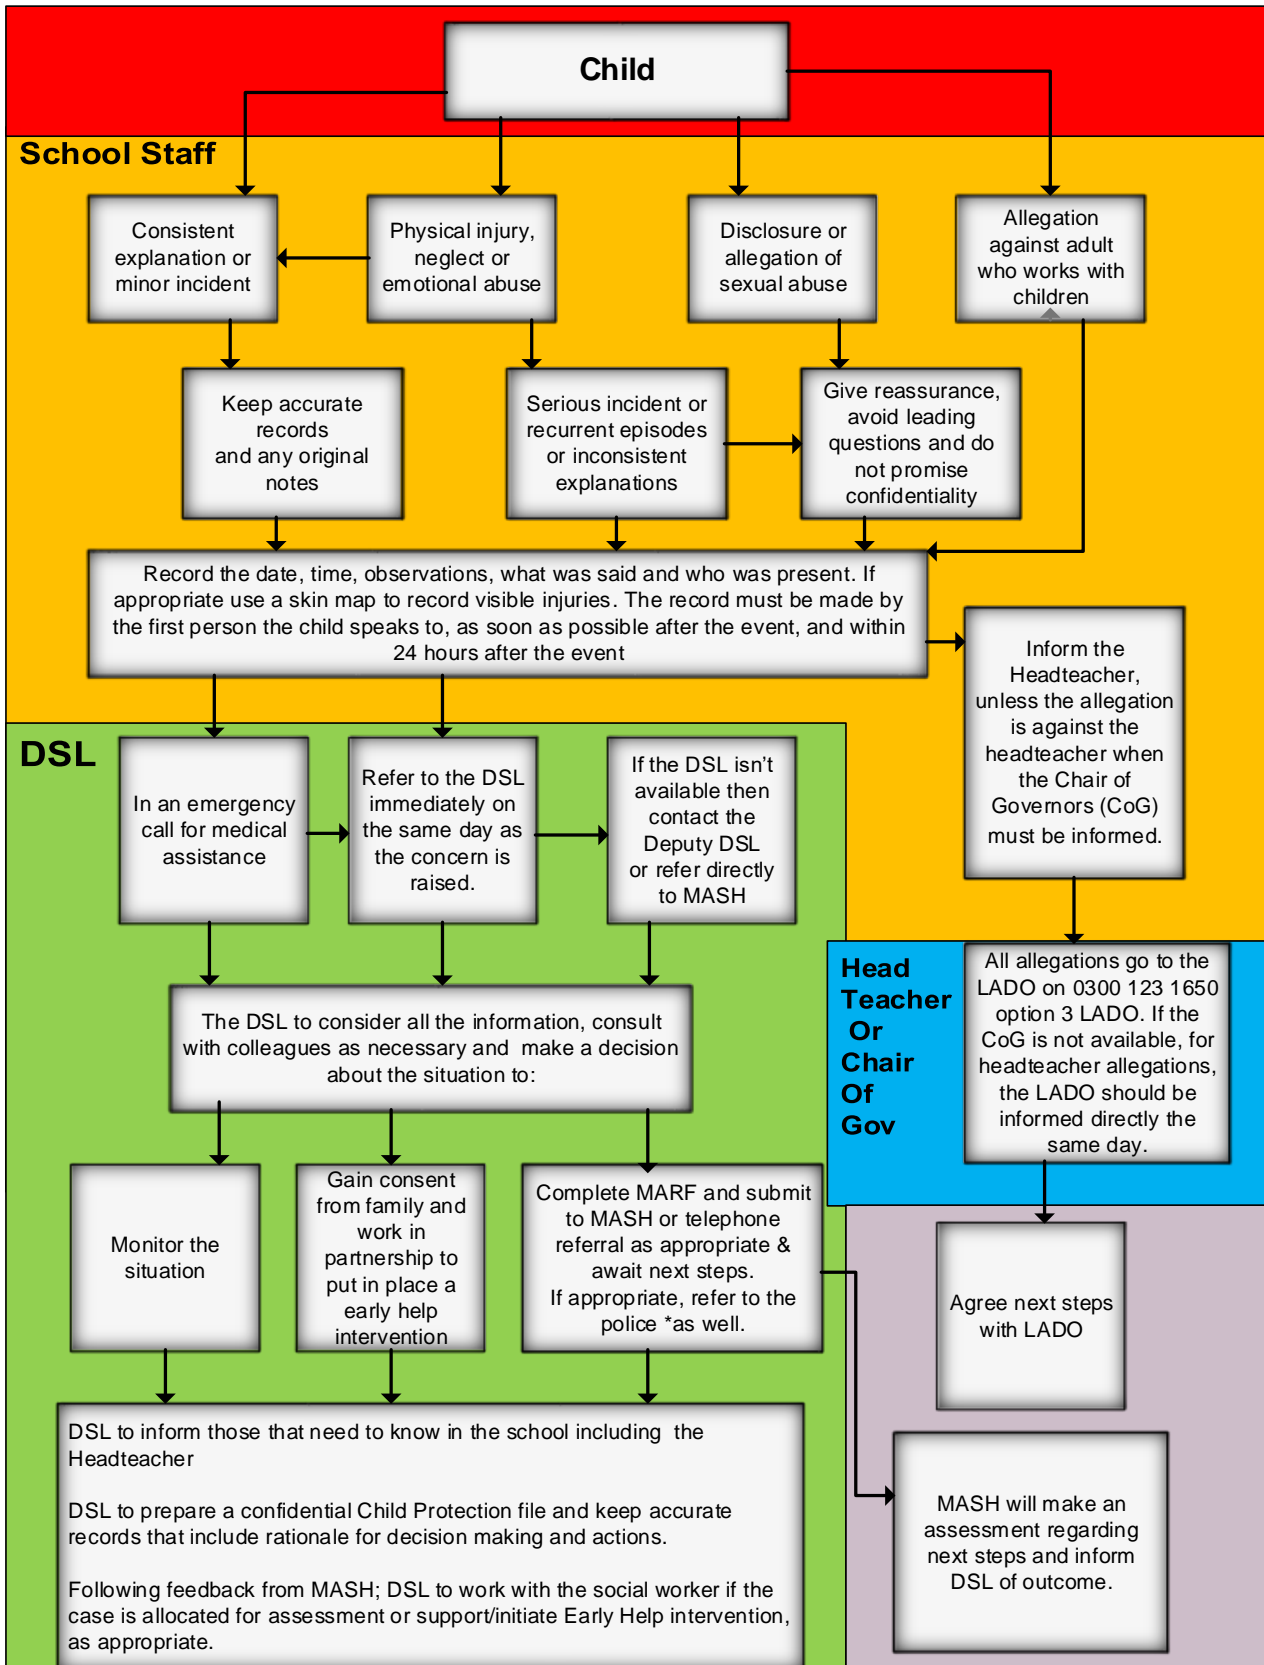 Child
School Staff
Consistent
explanation or
minor incident
Physical injury,
neglect or
emotional abuse
Disclosure or
allegation of
sexual abuse
Allegation
against adult
who works with
children
Keep accurate
records
and any original
notes
Serious incident or
recurrent episodes
or inconsistent
explanations
Give reassurance,
avoid leading
questions and do
not promise
confidentiality
Record the date, time, observations, what was said and who was present. If
appropriate use a skin map to record visible injuries. The record must be made by
the first person the child speaks to, as soon as possible after the event, and within
24 hours after the event
Inform the
Headteacher,
unless the allegation
is against the
headteacher when
the Chair of
Governors (CoG)
must be informed.
DSL
In an emergency
call for medical
assistance
Refer to the DSL
immediately on
the same day as
the concern is
raised.
If the DSL isn’t
available then
contact the
Deputy DSL
or refer directly
to MASH
Head
Teacher
Or
Chair
Of
Gov
All allegations go to the
LADO on 0300 123 1650
option 3 LADO. If the
CoG is not available, for
headteacher allegations,
the LADO should be
informed directly the
same day.
The DSL to consider all the information, consult
with colleagues as necessary and make a decision
about the situation to:
Monitor the
situation
Gain consent
from family and
work in
partnership to
put in place a
early help
intervention
Complete MARF and submit
to MASH or telephone
referral as appropriate &
await next steps.
If appropriate, refer to the
police *as well.
Agree next steps
with LADO
DSL to inform those that need to know in the school including the
Headteacher
DSL to prepare a confidential Child Protection file and keep accurate
records that include rationale for decision making and actions.
Following feedback from MASH; DSL to work with the social worker if the
case is allocated for assessment or support/initiate Early Help intervention,
as appropriate.
MASH will make an
assessment regarding
next steps and inform
DSL of outcome.